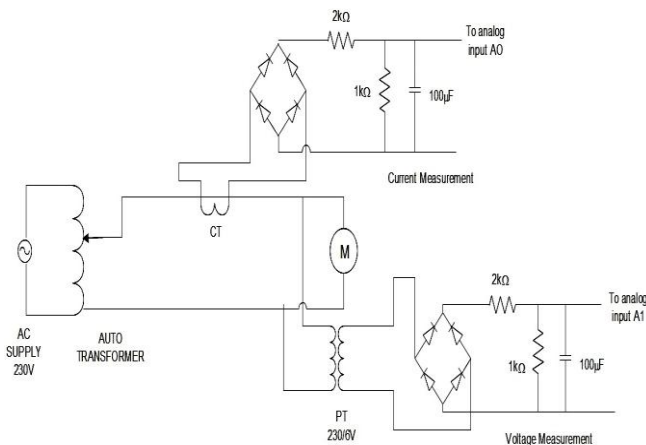 2kΩ
To analog
input A0
1kΩ
100μF
Current Measurement
CT
M
2kΩ
To analog
input A1
AC
SUPPLY
230V
AUTO
TRANSFORMER
1kΩ
100μF
PT
230/6V
Voltage Measurement